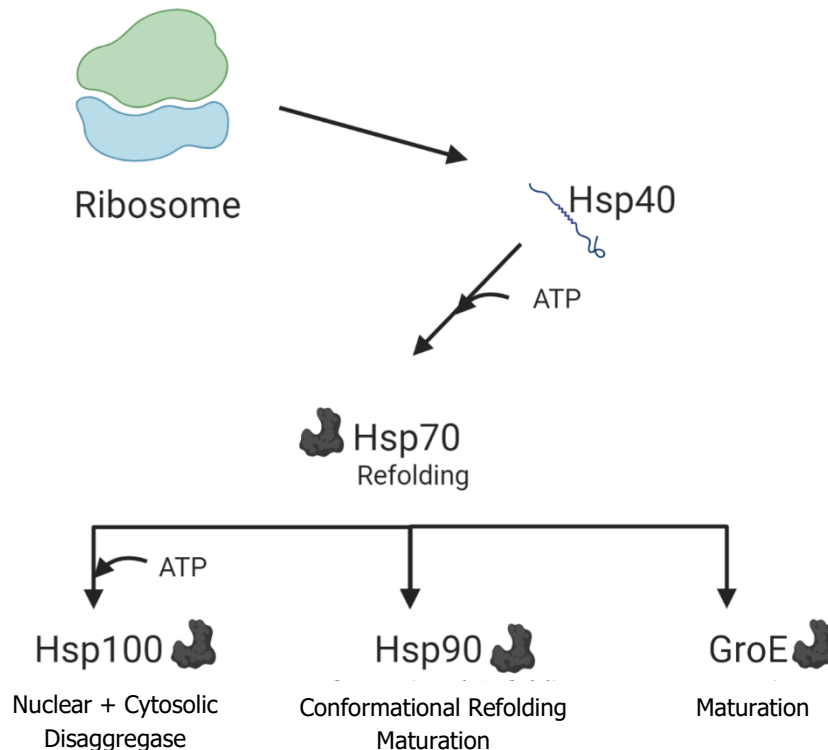 Ribosome
Hsp40
ATP
Hsp70
Refolding
ATP
Hsp100
Hsp90
GroE
Nuclear + Cytosolic
Disaggregase
Conformational Refolding
Maturation
Maturation